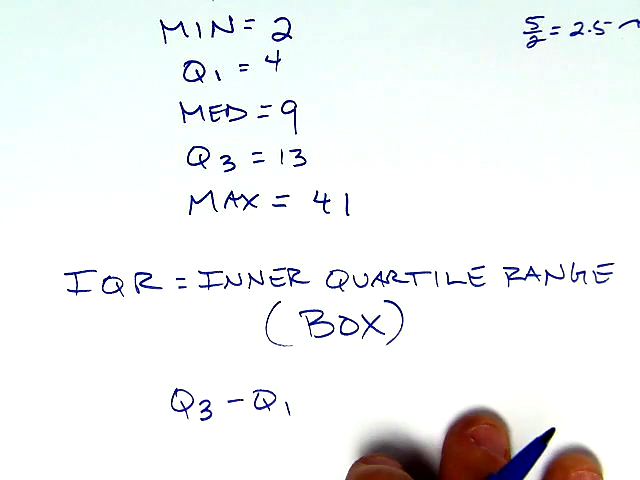 MIN = 2
5/2 = 2.5
Q1 = 4
MED = 9
Q3 = 13
MAX = 41
IQR = INNER QUARTILE RANGE
(BOX)
Q3 - Q1